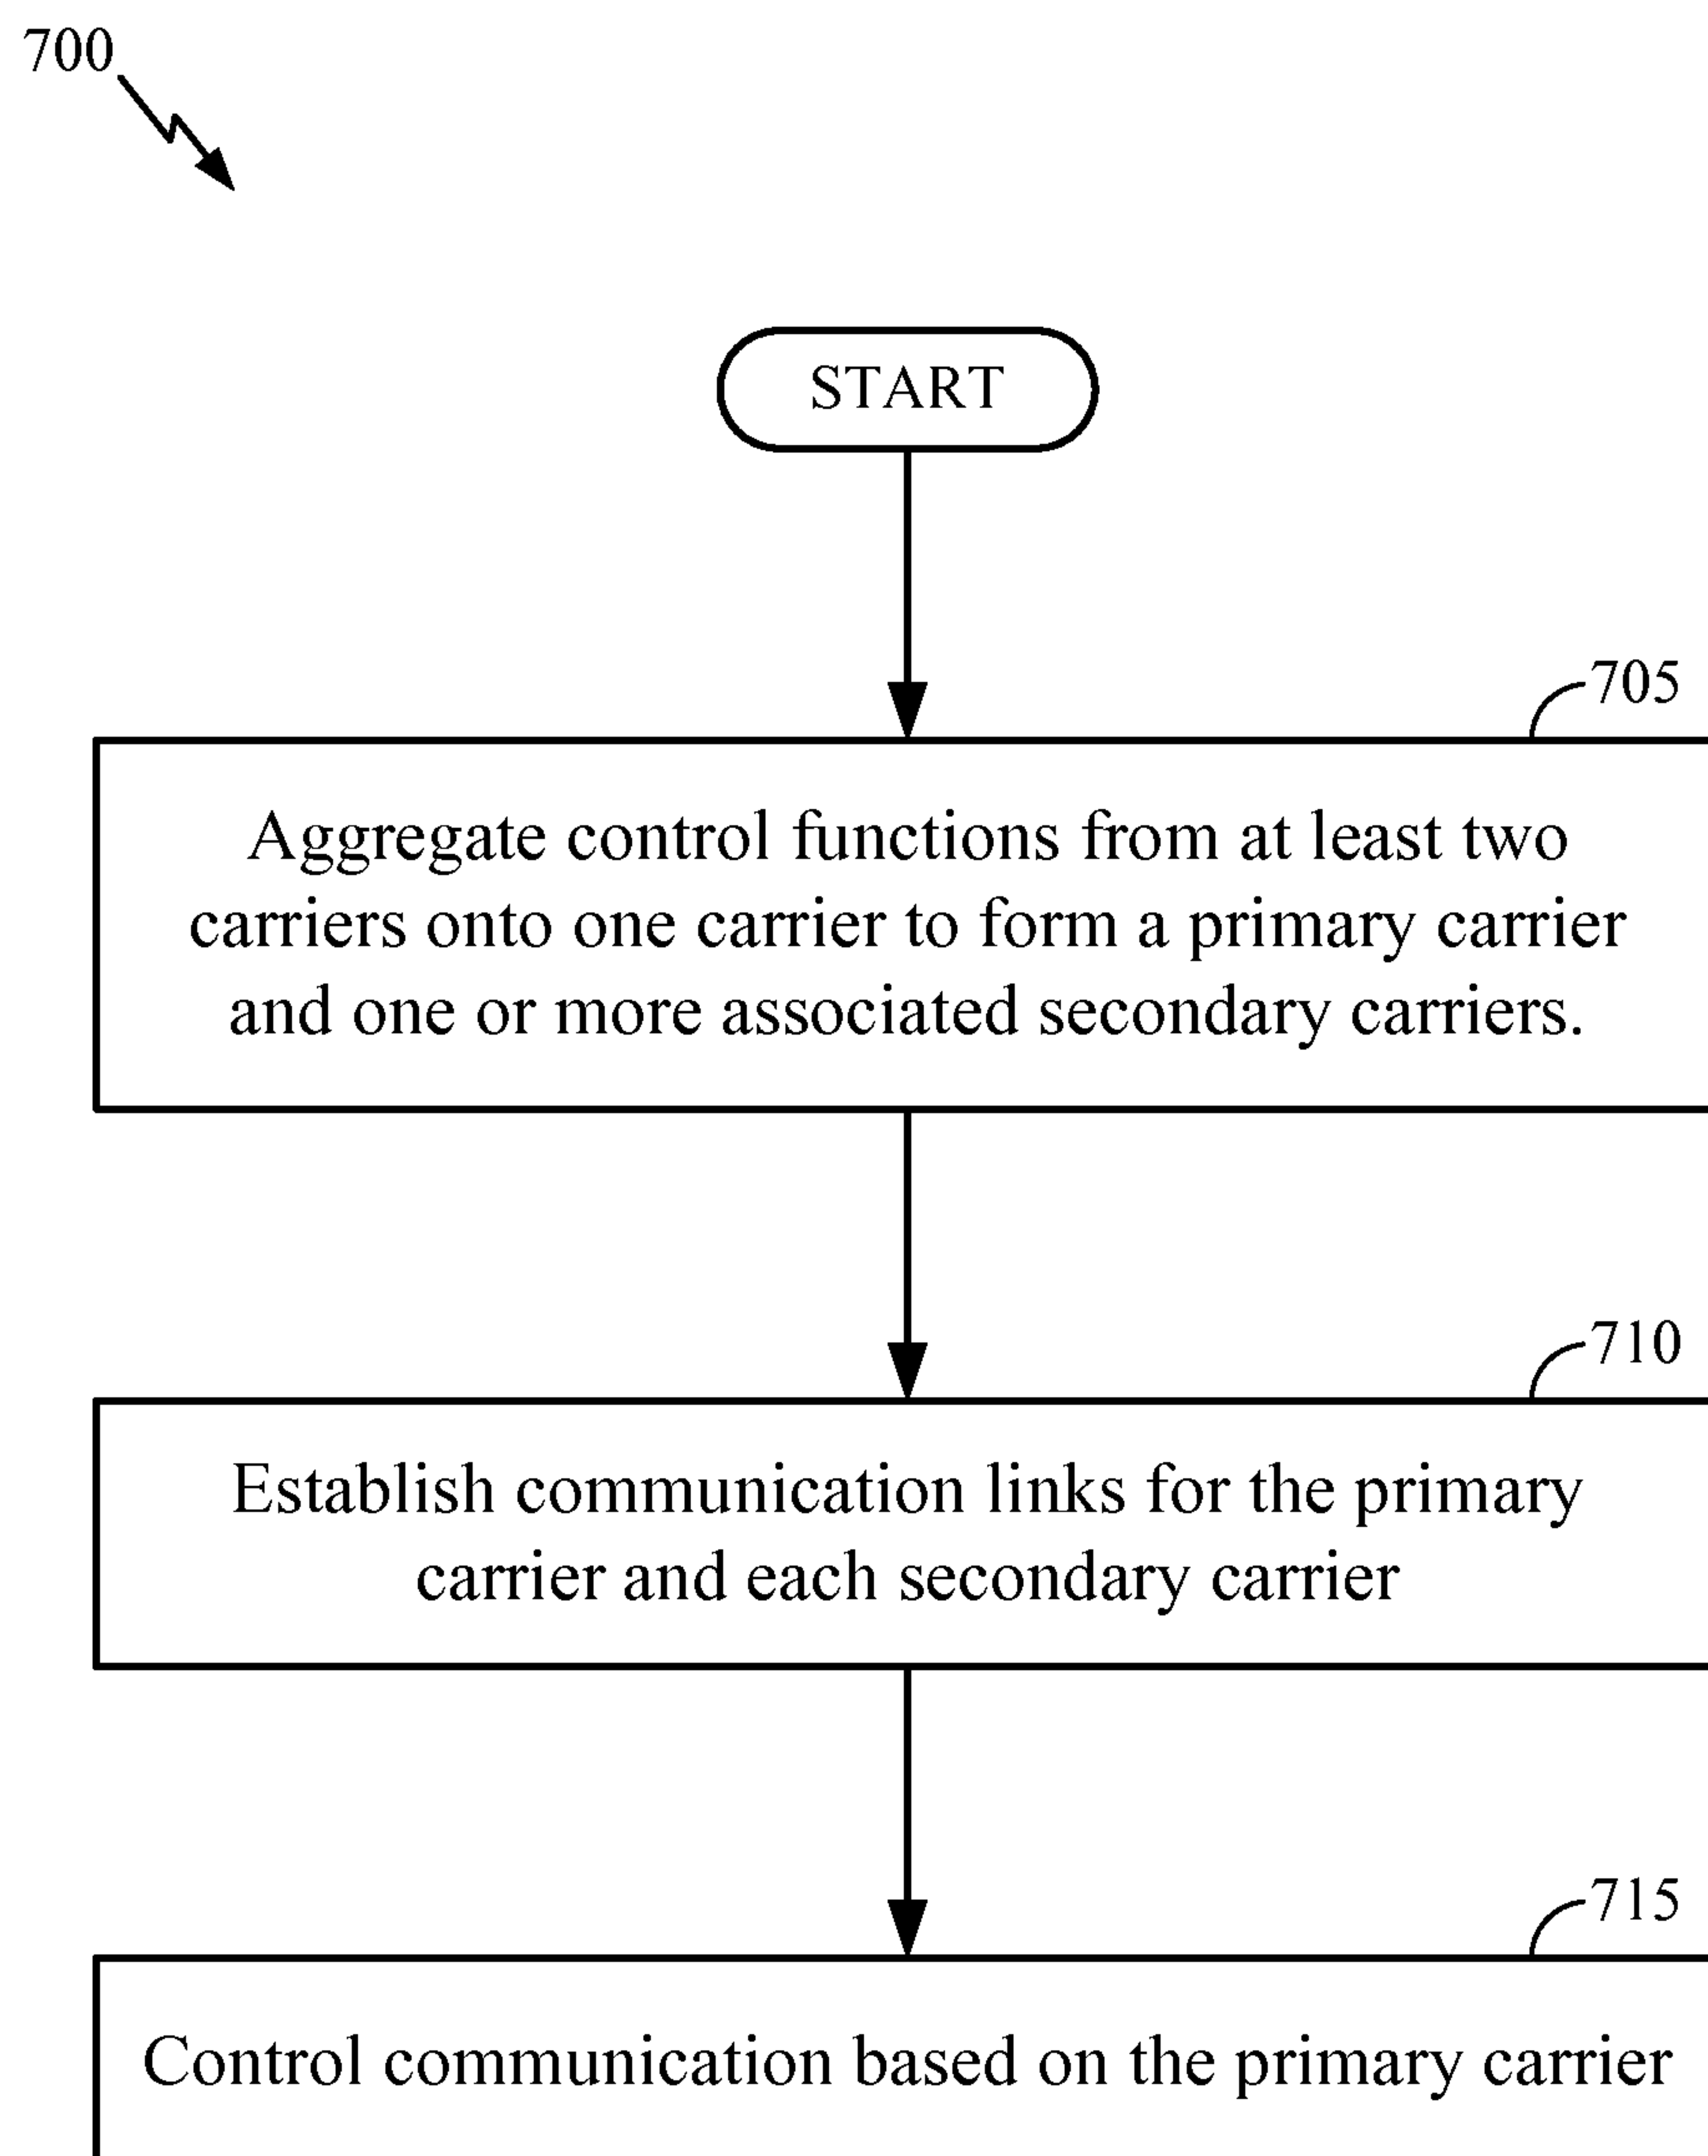 700
START
705
Aggregate control functions from at least two
carriers onto one carrier to form a primary carrier
and one or more associated secondary carriers.
710
Establish communication links for the primary
carrier and each secondary carrier
715
Control communication based on the primary carrier